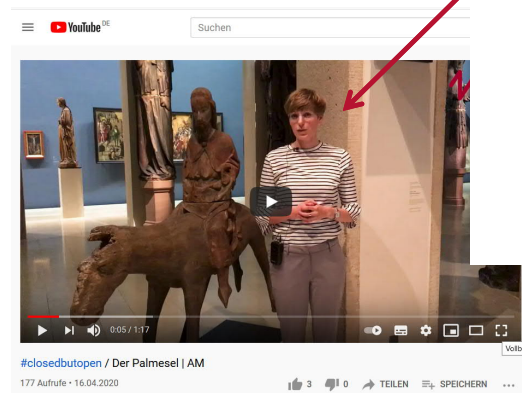 YouTube DE
Suchen
0:05 / 1:17
Vollb
#closedbutopen / Der Palmesel | AM
177 Aufrufe • 16.04.2020
3 0 TEILEN SPEICHERN